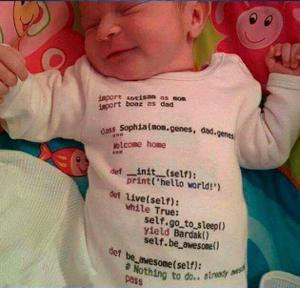 import intisam as mom
import boaz as dad
class Sophia(mom.genes, dad.genes
"""
Welcome home
"""
def __init__(self):
print('hello world!')
def live(self):
while True:
self.go_to_sleep()
yield Bardak()
self.be_awesome()
def be_awesome(self):
# Nothing to do.. already awesome
pass